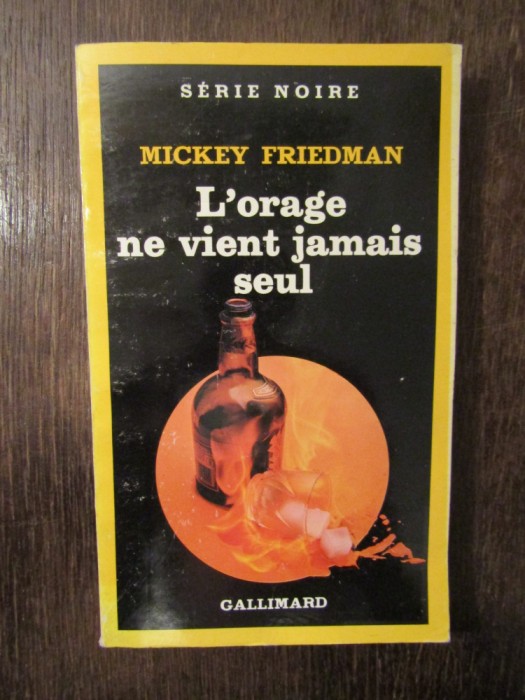 SÉRIE NOIRE
MICKEY FRIEDMAN
L'orage
ne vient jamais
seul
GALLIMARD